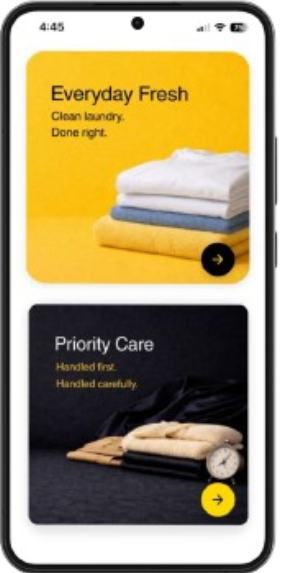 4:45
Everyday Fresh
Clean laundry.
Done right.
Priority Care
Handled first.
Handled carefully.